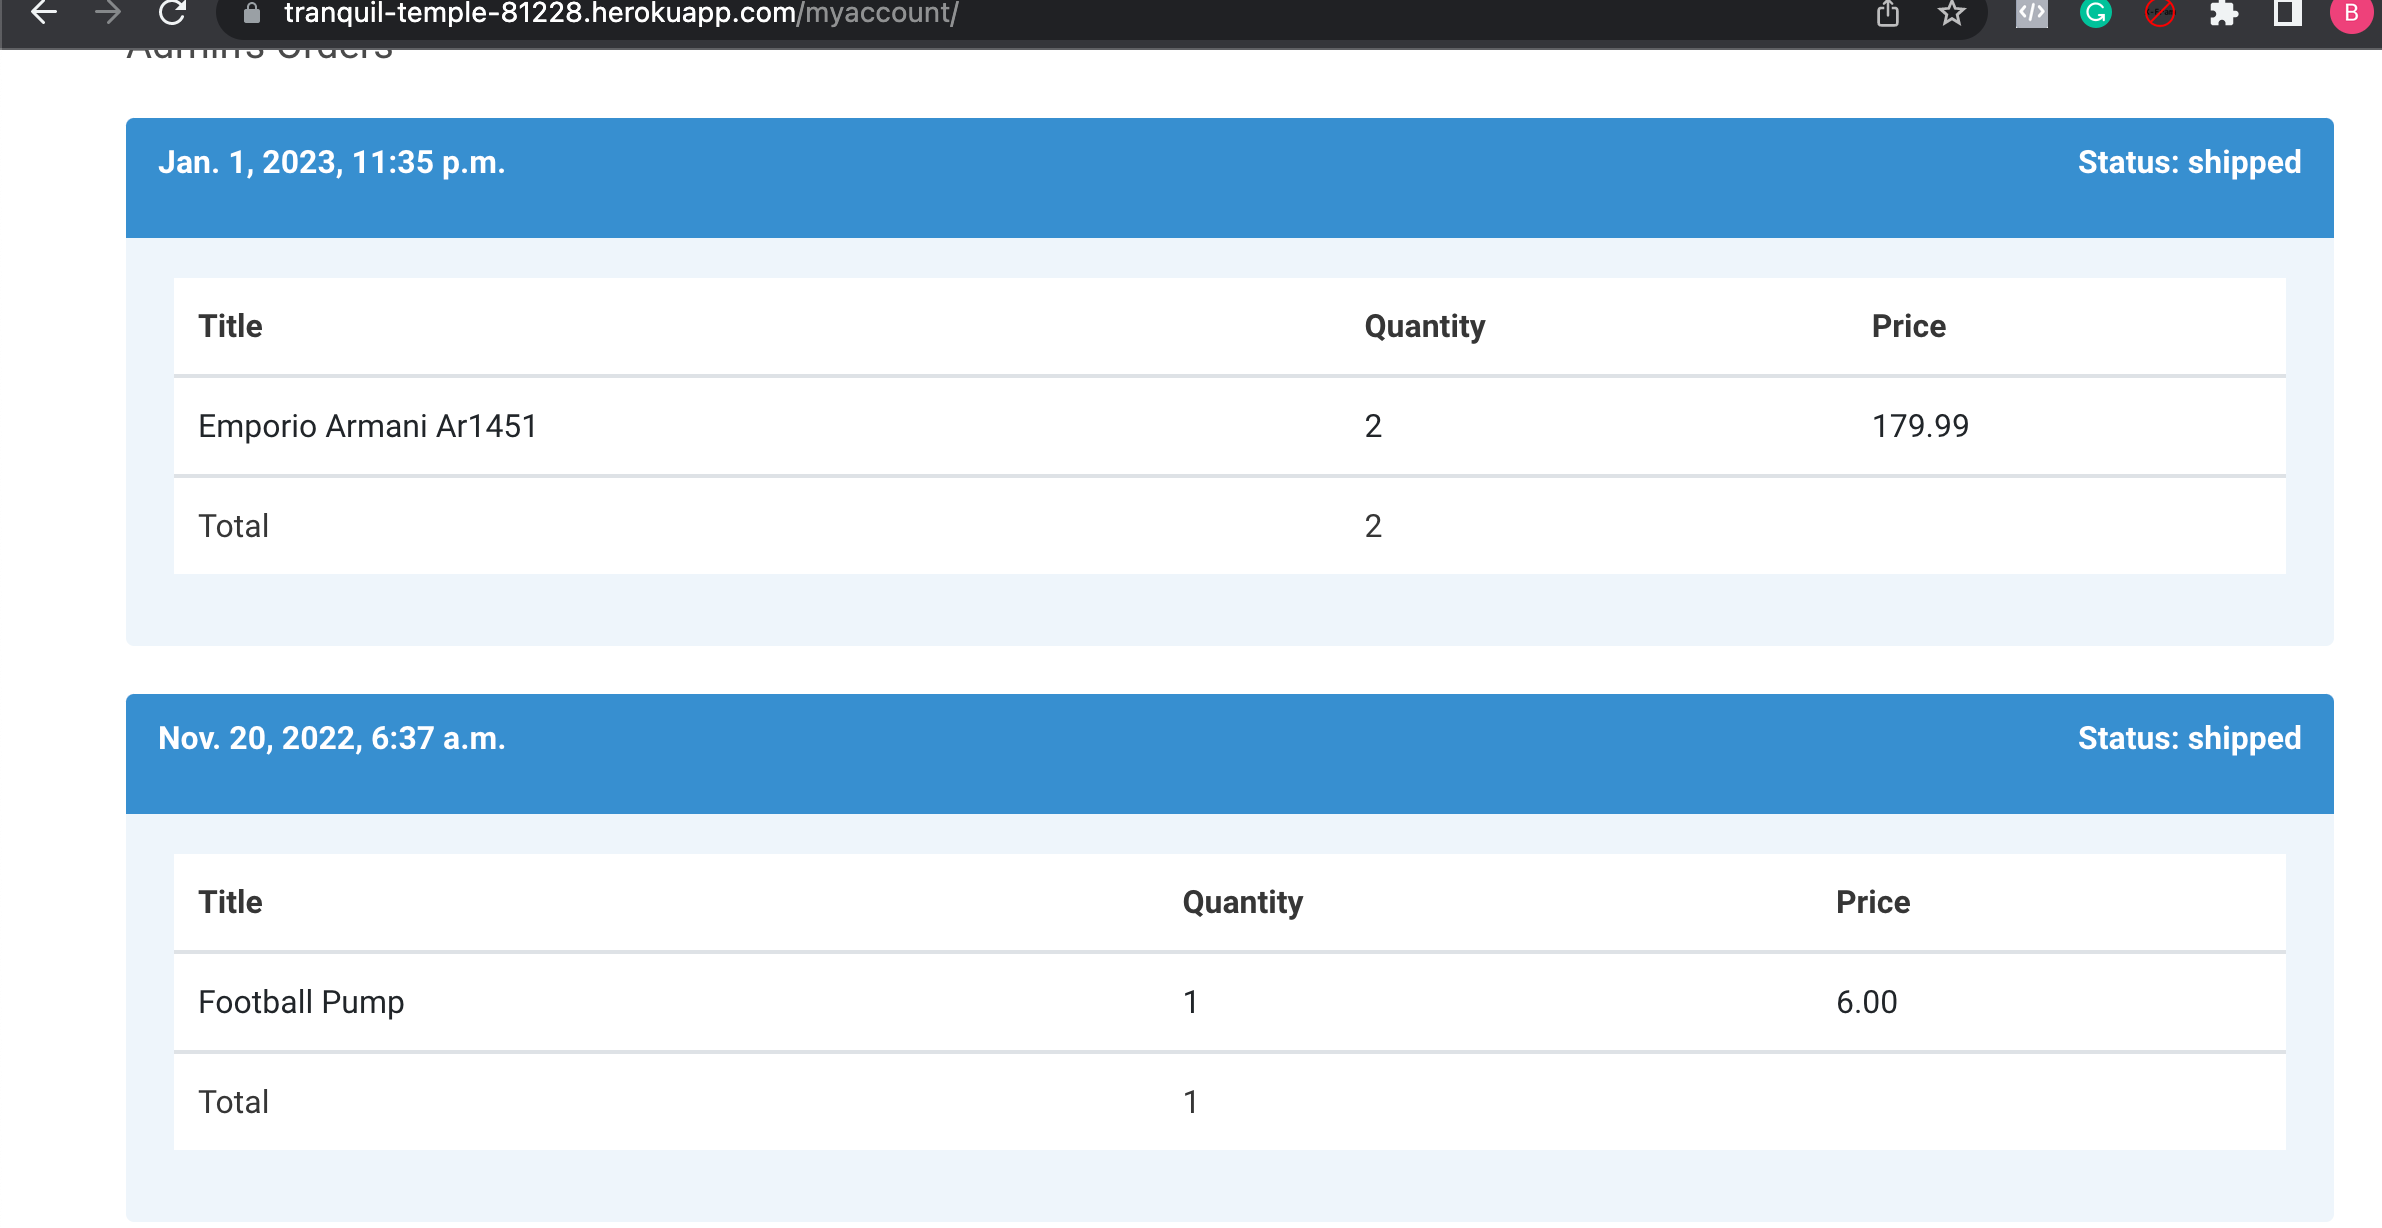 tranquil-temple-81228.herokuapp.com/myaccount/
B
Admin's Orders
Jan. 1, 2023, 11:35 p.m. Status: shipped
Title Quantity Price
Emporio Armani Ar1451 2 179.99
Total 2
Nov. 20, 2022, 6:37 a.m. Status: shipped
Title Quantity Price
Football Pump 1 6.00
Total 1